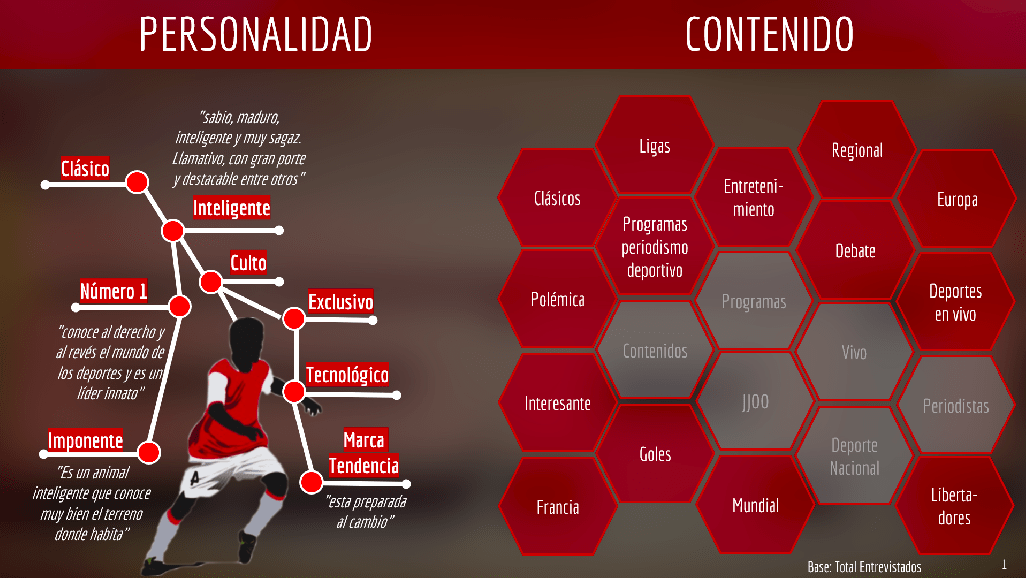 PERSONALIDAD
"sabio, maduro,
inteligente y muy sagaz.
Llamativo, con gran porte
y destacable entre otros"
Clásico
Inteligente
Culto
Número 1
Exclusivo
"conoce al derecho y
al revés el mundo de
los deportes y es un
líder innato"
Tecnológico
Imponente
Marca
Tendencia
"Es un animal
inteligente que conoce
muy bien el terreno
donde habita"
"esta preparada
al cambio"
A
CONTENIDO
Clásicos
Polémica
Interesante
Francia
Ligas
Programas
periodismo
deportivo
Contenidos
Goles
Entreteni-
miento
Programas
JJOO
Mundial
Regional
Debate
Vivo
Deporte
Nacional
Europa
Deportes
en vivo
Periodistas
Liberta-
dores
Base: Total Entrevistados
1